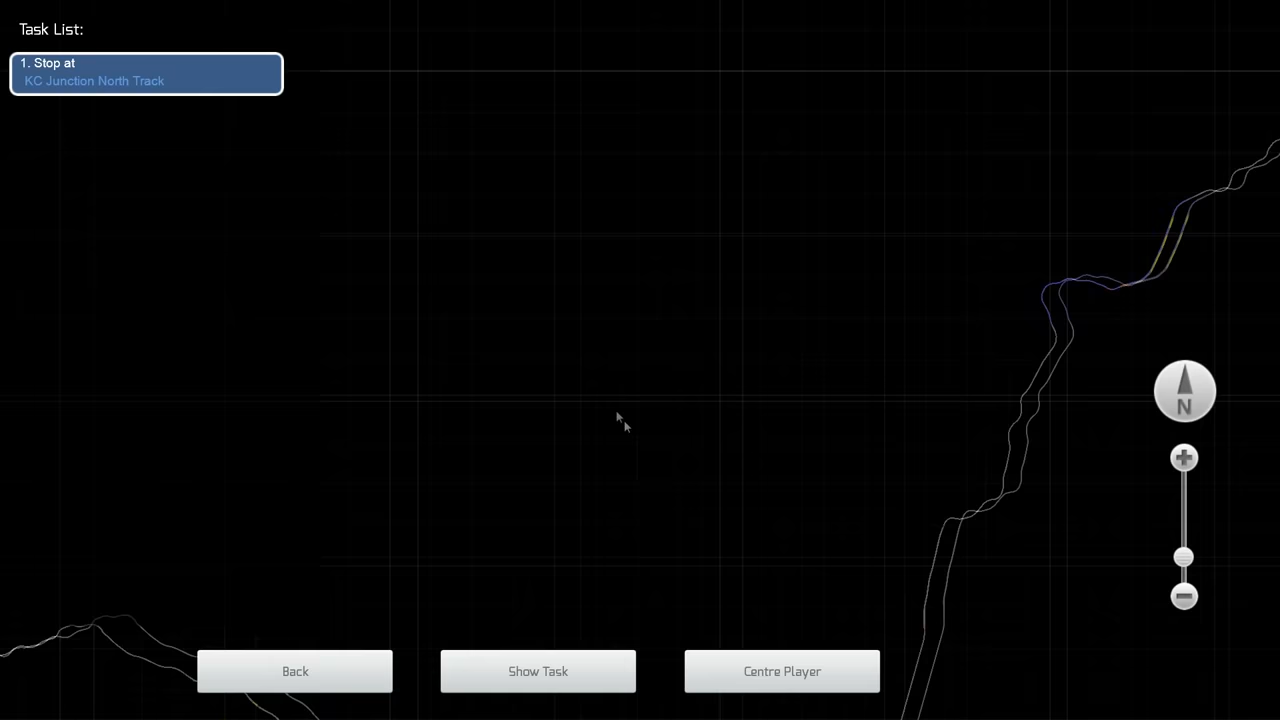 Task List:
1. Stop at
KC Junction North Track
N
Back
Show Task
Centre Player